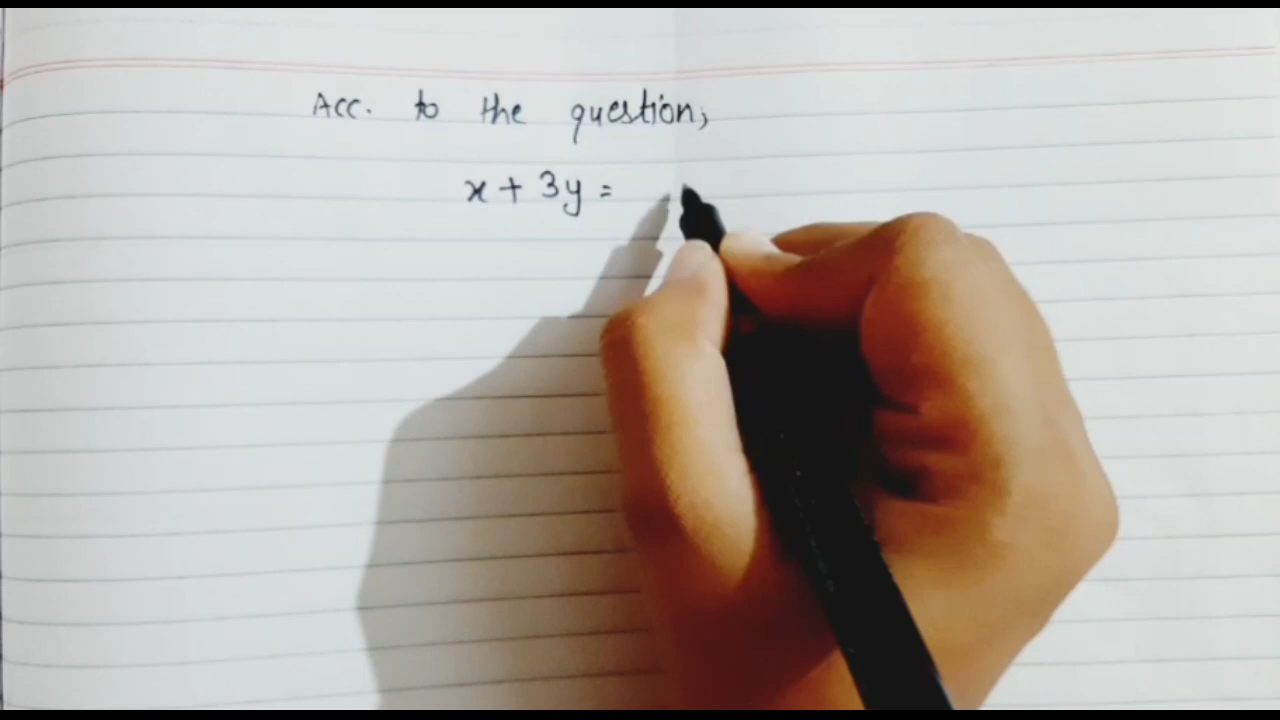 Acc. to the question,
x + 3y =